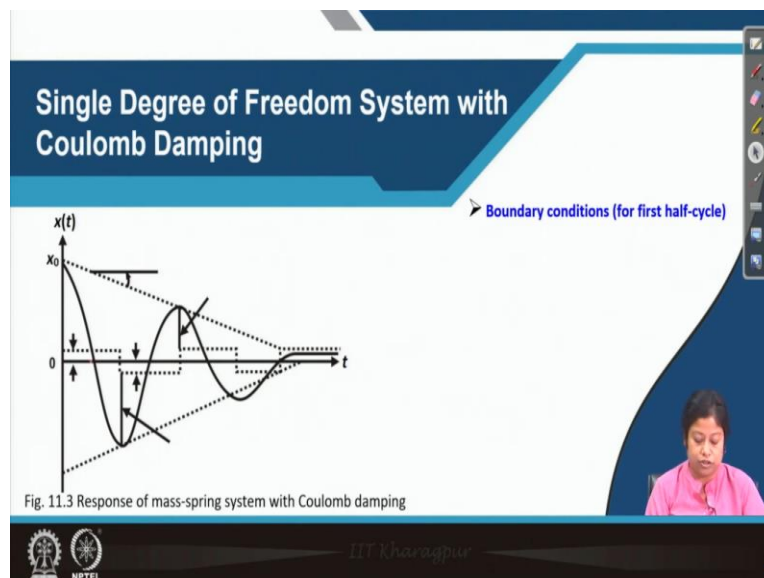 Single Degree of Freedom System with
Coulomb Damping
➤ Boundary conditions (for first half-cycle)
x(t)
x₀
0
t
Fig. 11.3 Response of mass-spring system with Coulomb damping
IIT Kharagpur
NPTEL